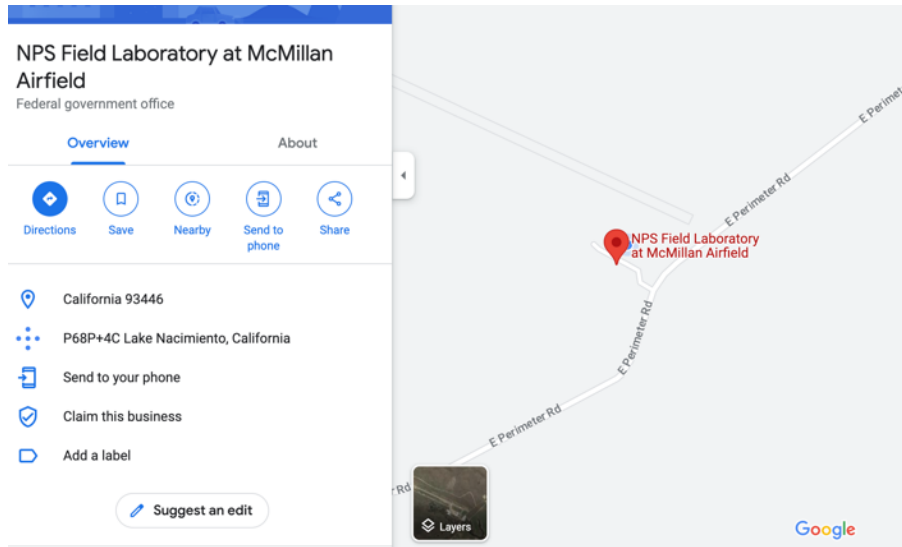 NPS Field Laboratory at McMillan
Airfield
Federal government office
Overview
About
Directions
Save
Nearby
Send to
phone
Share
California 93446
P68P+4C Lake Nacimiento, California
Send to your phone
Claim this business
Add a label
Suggest an edit
E Perimet
E Perimeter Rd
NPS Field Laboratory
at McMillan Airfield
E Perimeter Rd
E Perimeter Rd
Rd
Layers
Google